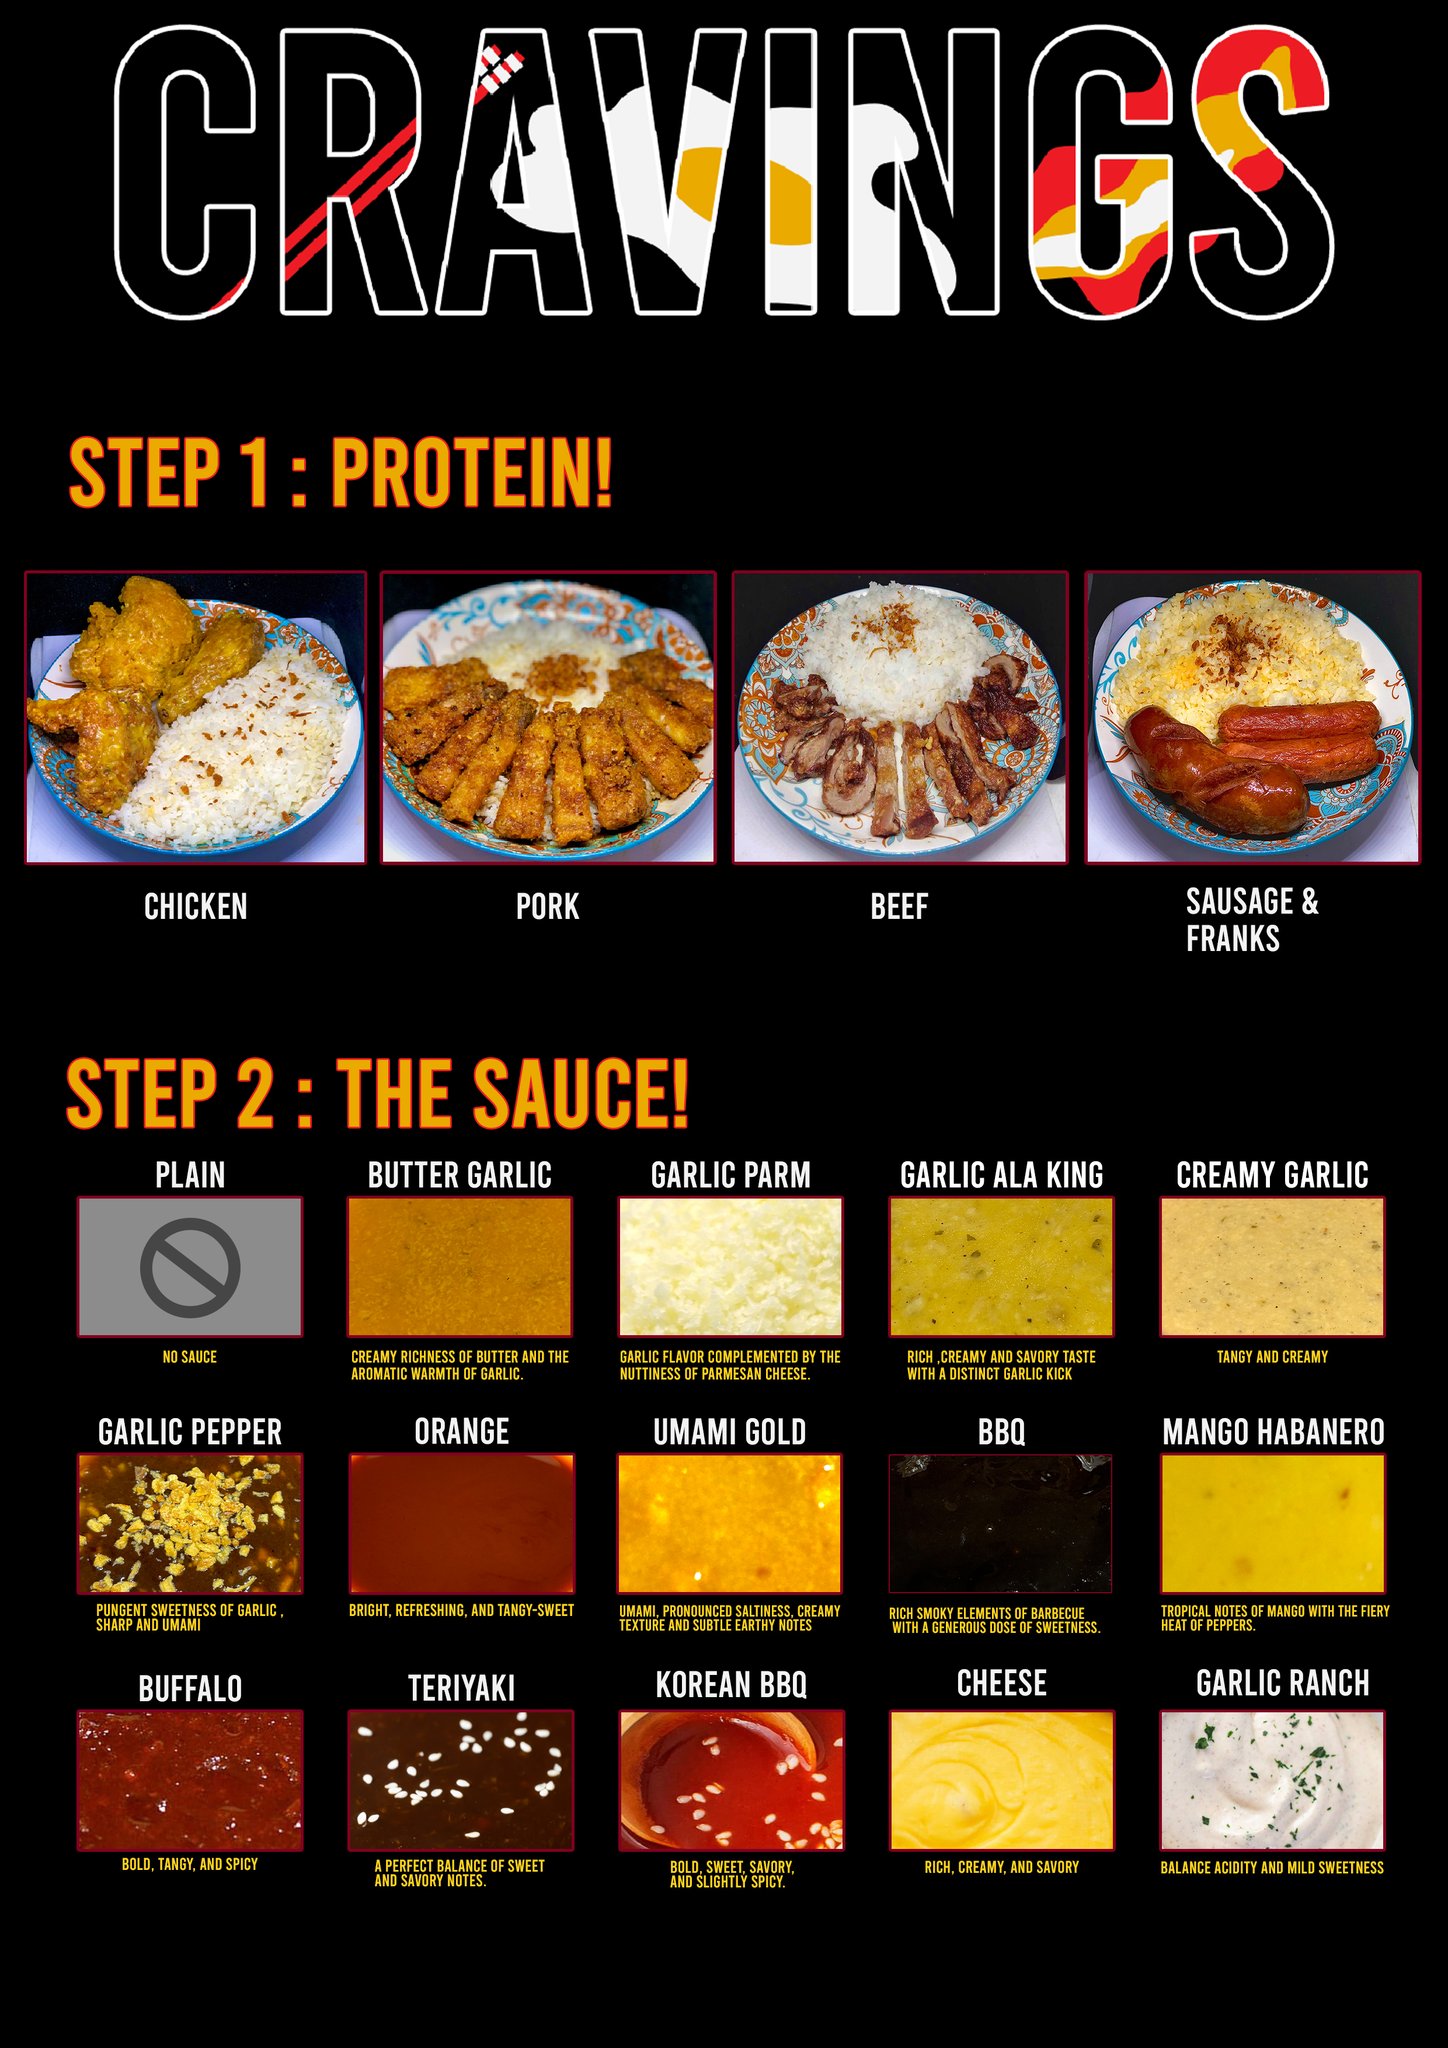 CRAVINGS
STEP 1 : PROTEIN!
CHICKEN
PORK
BEEF
SAUSAGE &
FRANKS
STEP 2 : THE SAUCE!
PLAIN
NO SAUCE
BUTTER GARLIC
CREAMY RICHNESS OF BUTTER AND THE
AROMATIC WARMTH OF GARLIC.
GARLIC PARM
GARLIC FLAVOR COMPLEMENTED BY THE
NUTTINESS OF PARMESAN CHEESE.
GARLIC ALA KING
RICH ,CREAMY AND SAVORY TASTE
WITH A DISTINCT GARLIC KICK
CREAMY GARLIC
TANGY AND CREAMY
GARLIC PEPPER
PUNGENT SWEETNESS OF GARLIC ,
SHARP AND UMAMI
ORANGE
BRIGHT, REFRESHING, AND TANGY-SWEET
UMAMI GOLD
UMAMI, PRONOUNCED SALTINESS, CREAMY
TEXTURE AND SUBTLE EARTHY NOTES
BBQ
RICH SMOKY ELEMENTS OF BARBECUE
WITH A GENEROUS DOSE OF SWEETNESS.
MANGO HABANERO
TROPICAL NOTES OF MANGO WITH THE FIERY
HEAT OF PEPPERS.
BUFFALO
BOLD, TANGY, AND SPICY
TERIYAKI
A PERFECT BALANCE OF SWEET
AND SAVORY NOTES.
KOREAN BBQ
BOLD, SWEET, SAVORY,
AND SLIGHTLY SPICY.
CHEESE
RICH, CREAMY, AND SAVORY
GARLIC RANCH
BALANCE ACIDITY AND MILD SWEETNESS